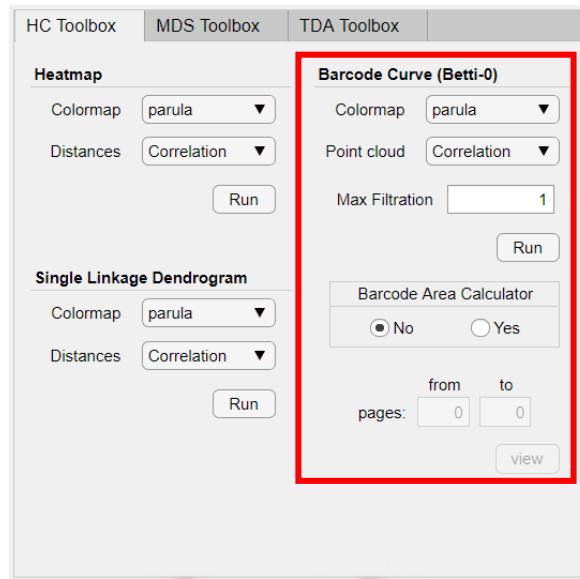 HC Toolbox
MDS Toolbox
TDA Toolbox
Heatmap
Colormap parula
Distances Correlation
Run
Single Linkage Dendrogram
Colormap parula
Distances Correlation
Run
Barcode Curve (Betti-0)
Colormap parula
Point cloud Correlation
Max Filtration 1
Run
Barcode Area Calculator
No Yes
from to
pages: 0 0
view